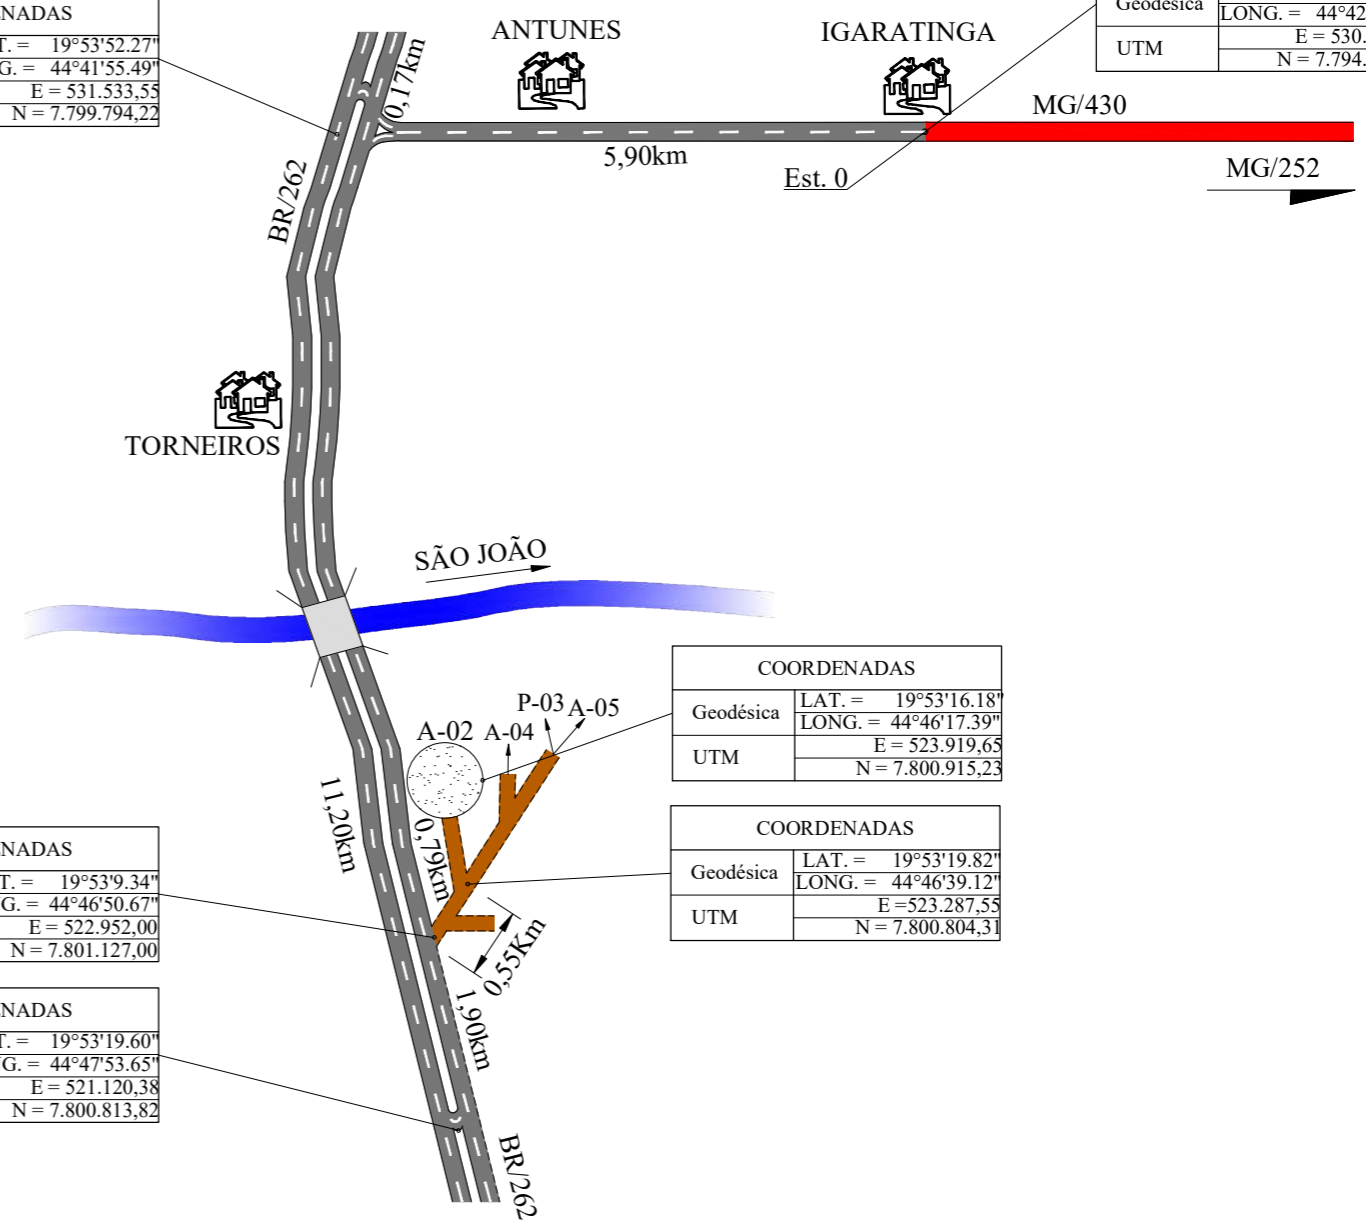 ENADAS
T. = 19°53'52.27"
G. = 44°41'55.49"
E = 531.533,55
N = 7.799.794,22
0,17km
ANTUNES
IGARATINGA
Geodésica
LONG. = 44°42
UTM
E = 530.
N = 7.794.
MG/430
5,90km
Est. 0
MG/252
BR/262
TORNEIROS
SÃO JOÃO
COORDENADAS
Geodésica
LAT. = 19°53'16.18"
LONG. = 44°46'17.39"
UTM
E = 523.919,65
N = 7.800.915,23
P-03
A-05
A-02
A-04
11,20km
0,79km
COORDENADAS
Geodésica
LAT. = 19°53'19.82"
LONG. = 44°46'39.12"
UTM
E =523.287,55
N = 7.800.804,31
ENADAS
T. = 19°53'9.34"
G. = 44°46'50.67"
E = 522.952,00
N = 7.801.127,00
0,55Km
1,90km
ENADAS
T. = 19°53'19.60"
G. = 44°47'53.65"
E = 521.120,38
N = 7.800.813,82
BR/262